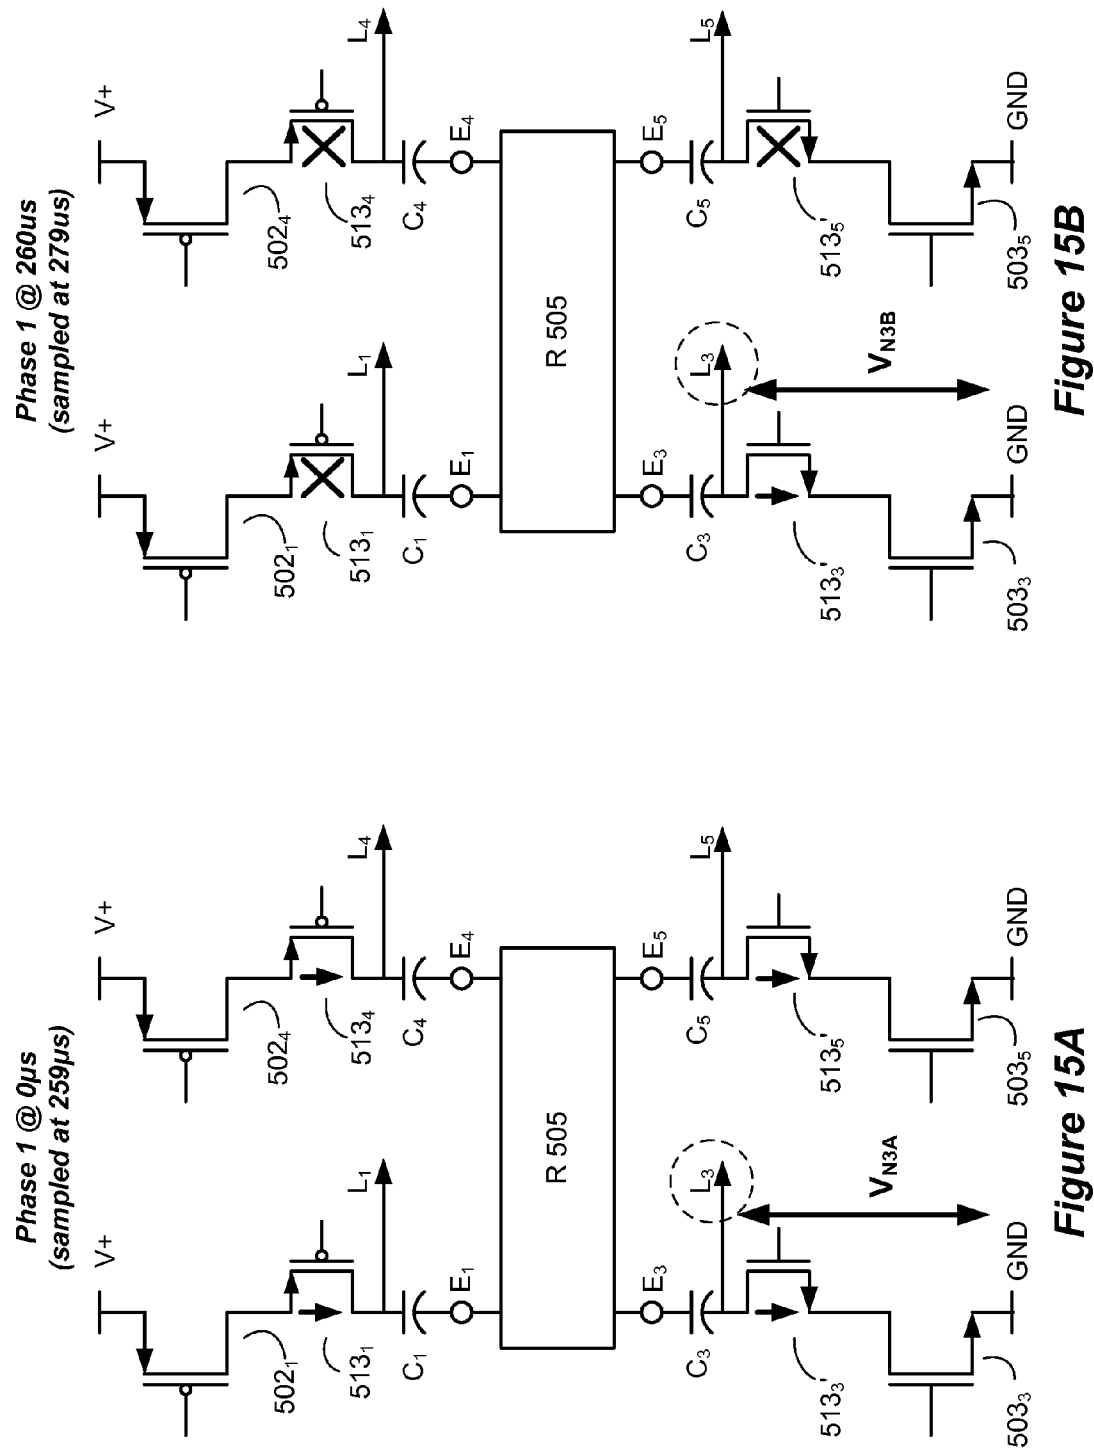 Phase 1 @ 0µs
(sampled at 259µs)
V+
V+
502₁
502₄
513₁
513₄
L₁
L₄
C₁
C₄
E₁
E₄
R 505
E₃
E₅
C₃
C₅
L₃
L₅
513₃'
513₅'
V_N3A
503₃
503₅
GND
GND
Figure 15A
Phase 1 @ 260us
(sampled at 279us)
V+
V+
502₁
502₄
513₁
513₄
L₁
L₄
C₁
C₄
E₁
E₄
R 505
E₃
E₅
C₃
C₅
L₃
L₅
513₃'
513₅'
V_N3B
503₃
503₅
GND
GND
Figure 15B